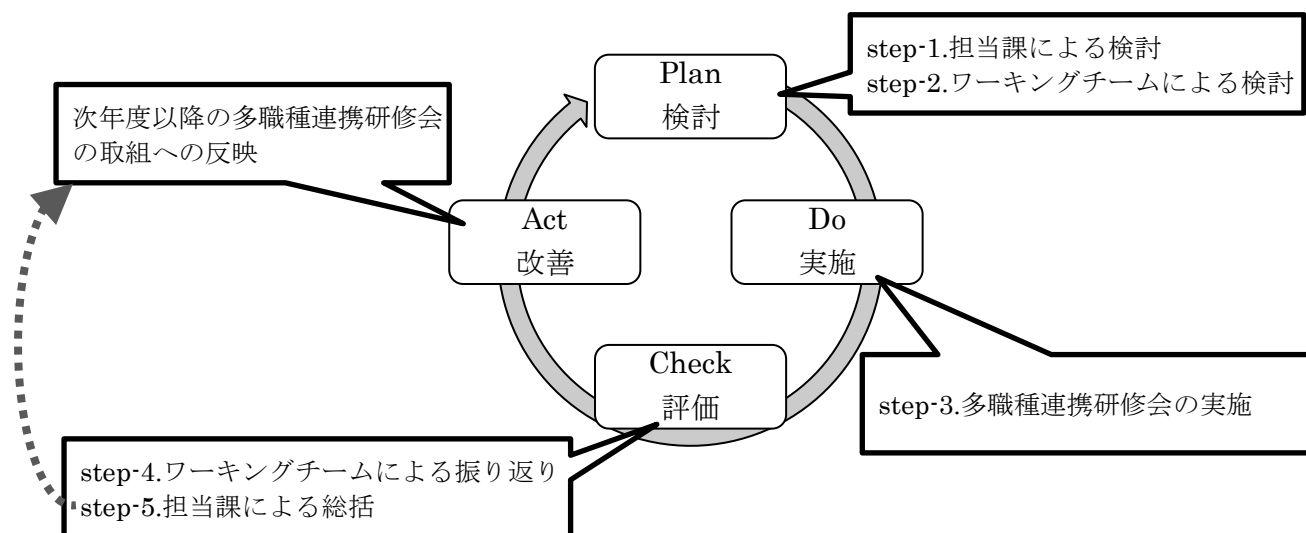 Plan
検討
step-1.担当課による検討
step-2.ワーキングチームによる検討
次年度以降の多職種連携研修会
の取組への反映
Act
改善
Do
実施
Check
評価
step-3.多職種連携研修会の実施
step-4.ワーキングチームによる振り返り
step-5.担当課による総括